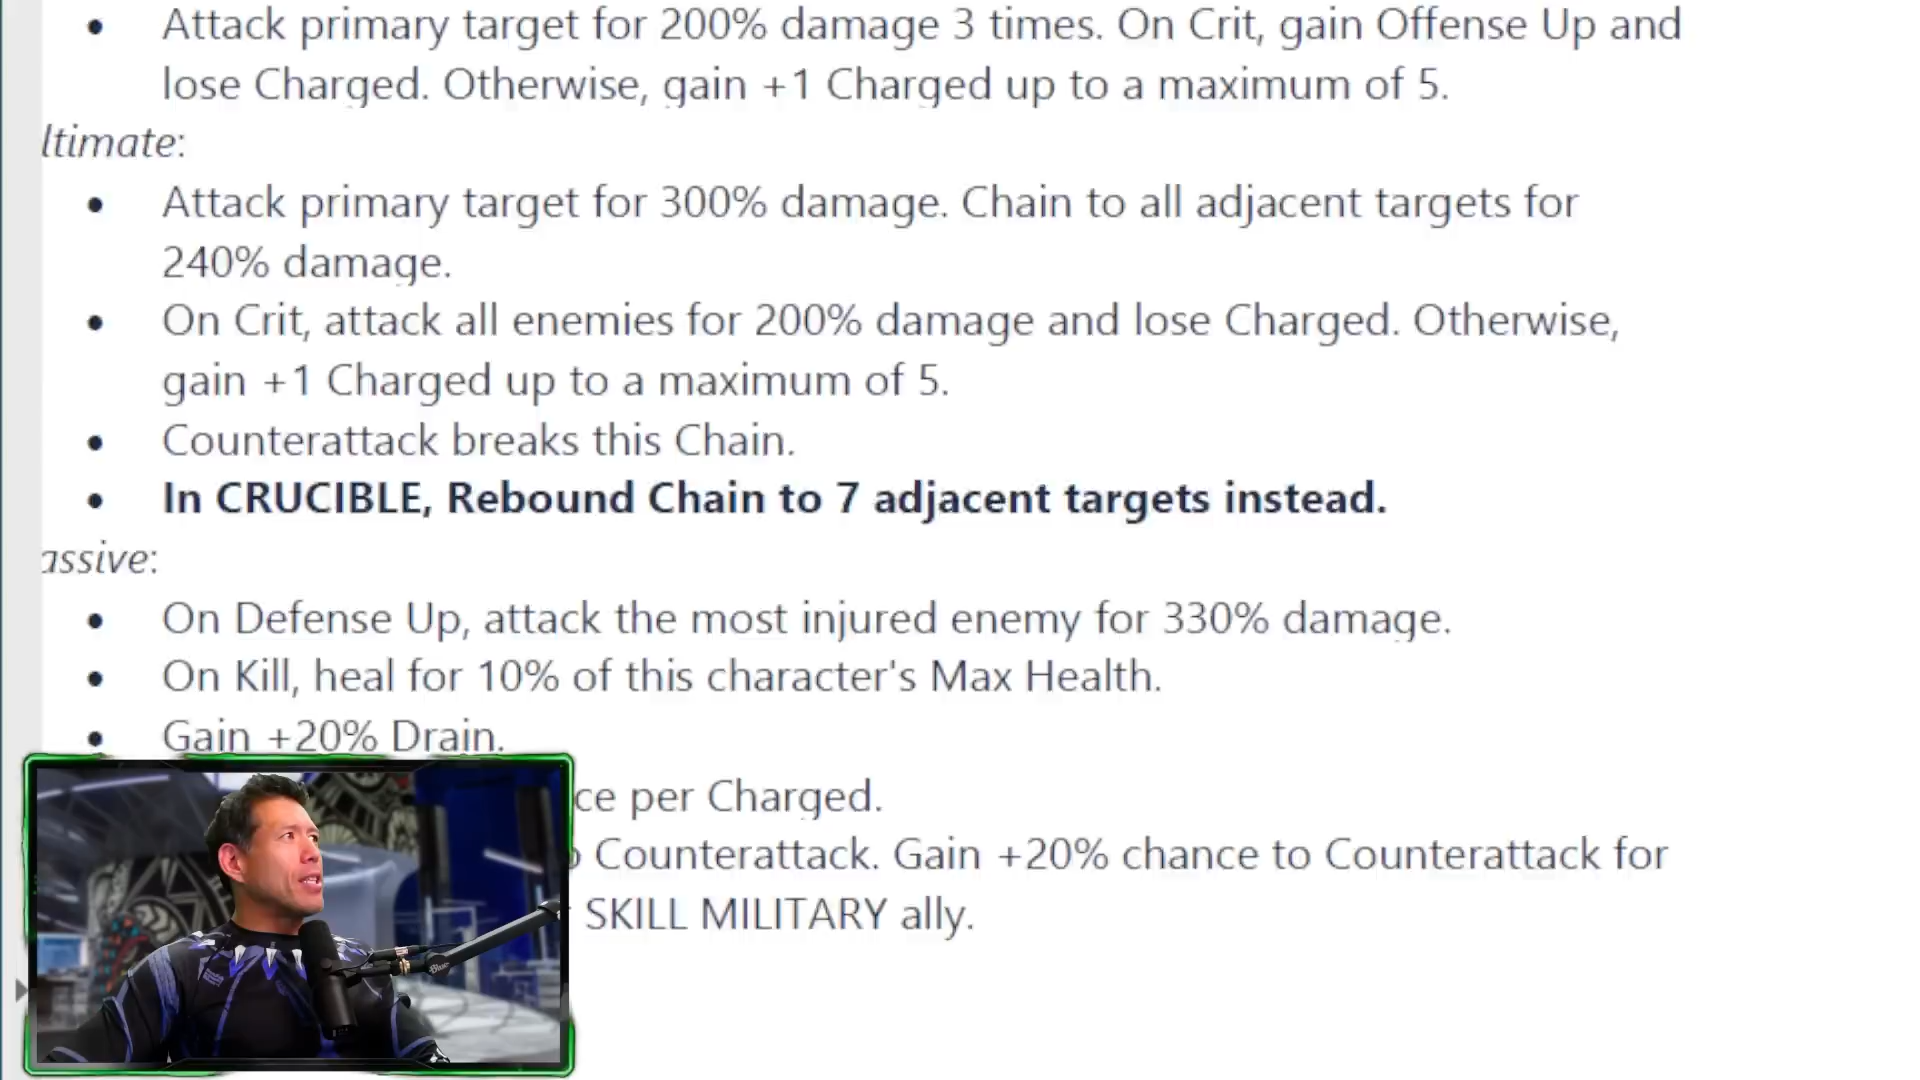 • Attack primary target for 200% damage 3 times. On Crit, gain Offense Up and
lose Charged. Otherwise, gain +1 Charged up to a maximum of 5.
ltimate:
• Attack primary target for 300% damage. Chain to all adjacent targets for
240% damage.
• On Crit, attack all enemies for 200% damage and lose Charged. Otherwise,
gain +1 Charged up to a maximum of 5.
• Counterattack breaks this Chain.
• In CRUCIBLE, Rebound Chain to 7 adjacent targets instead.
assive:
• On Defense Up, attack the most injured enemy for 330% damage.
• On Kill, heal for 10% of this character's Max Health.
• Gain +20% Drain.
ce per Charged.
Counterattack. Gain +20% chance to Counterattack for
SKILL MILITARY ally.
Blue